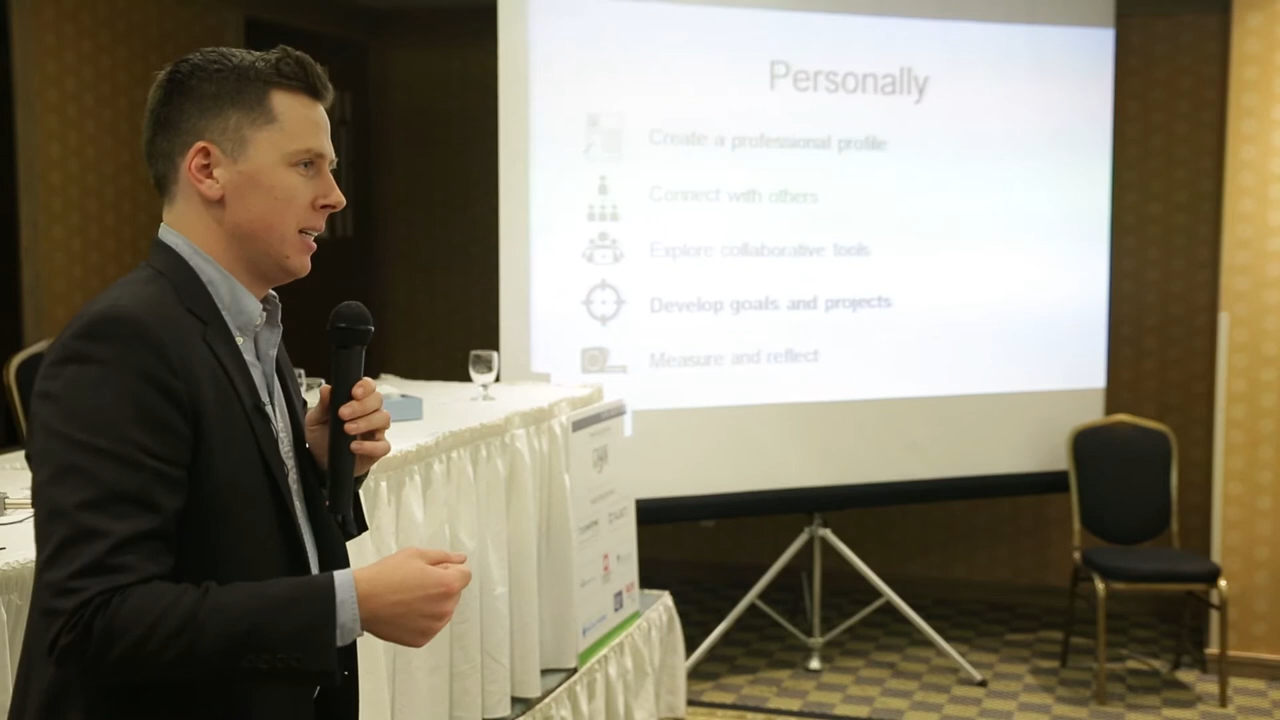 Personally
Create a professional profile
Connect with others
Explore collaborative tools
Develop goals and projects
Measure and reflect